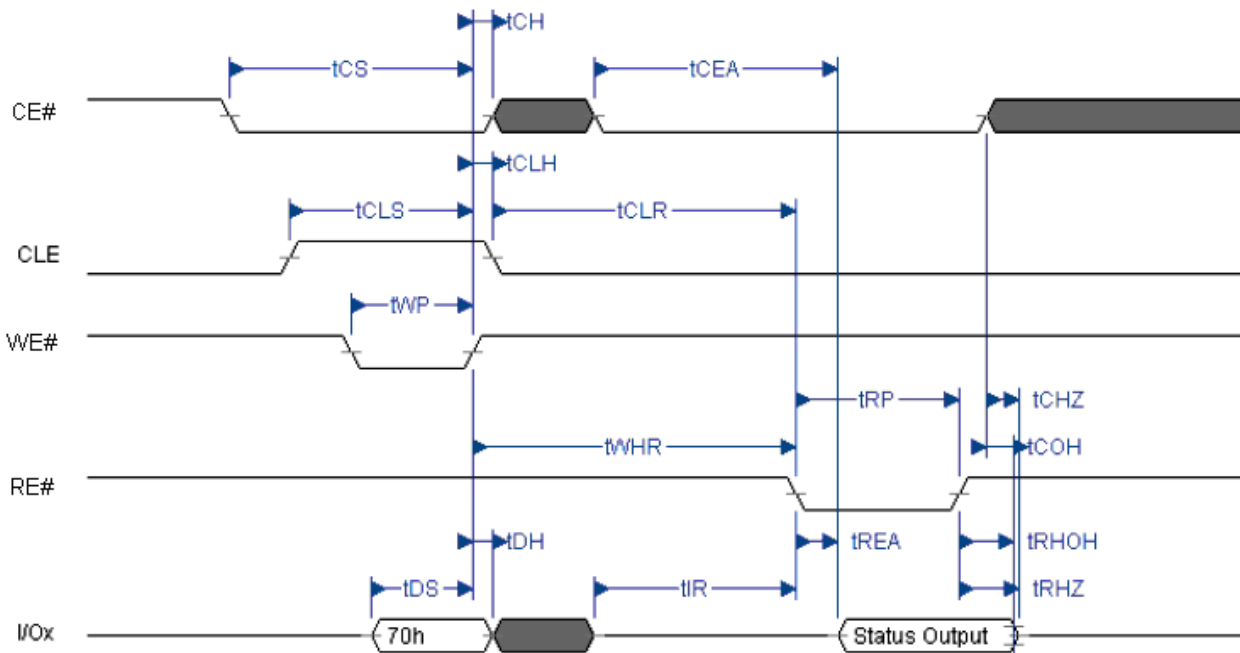 tCH
tCS
tCEA
CE#
tCLH
tCLS
tCLR
CLE
tWP
WE#
tRP
tCHZ
tWHR
tCOH
RE#
tDH
tREA
tRHOH
tDS
tIR
tRHZ
I/Ox
70h
Status Output